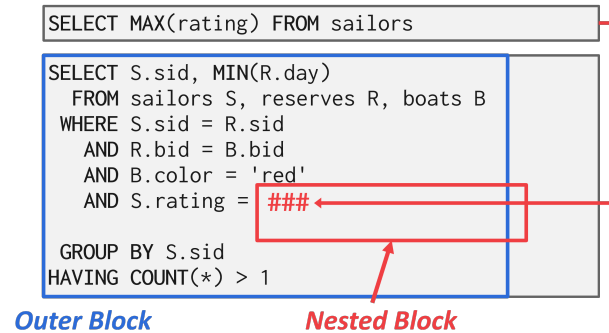 SELECT MAX(rating) FROM sailors
SELECT S.sid, MIN(R.day)
FROM sailors S, reserves R, boats B
WHERE S.sid = R.sid
AND R.bid = B.bid
AND B.color = 'red'
AND S.rating = ###
GROUP BY S.sid
HAVING COUNT(*) > 1
Outer Block
Nested Block